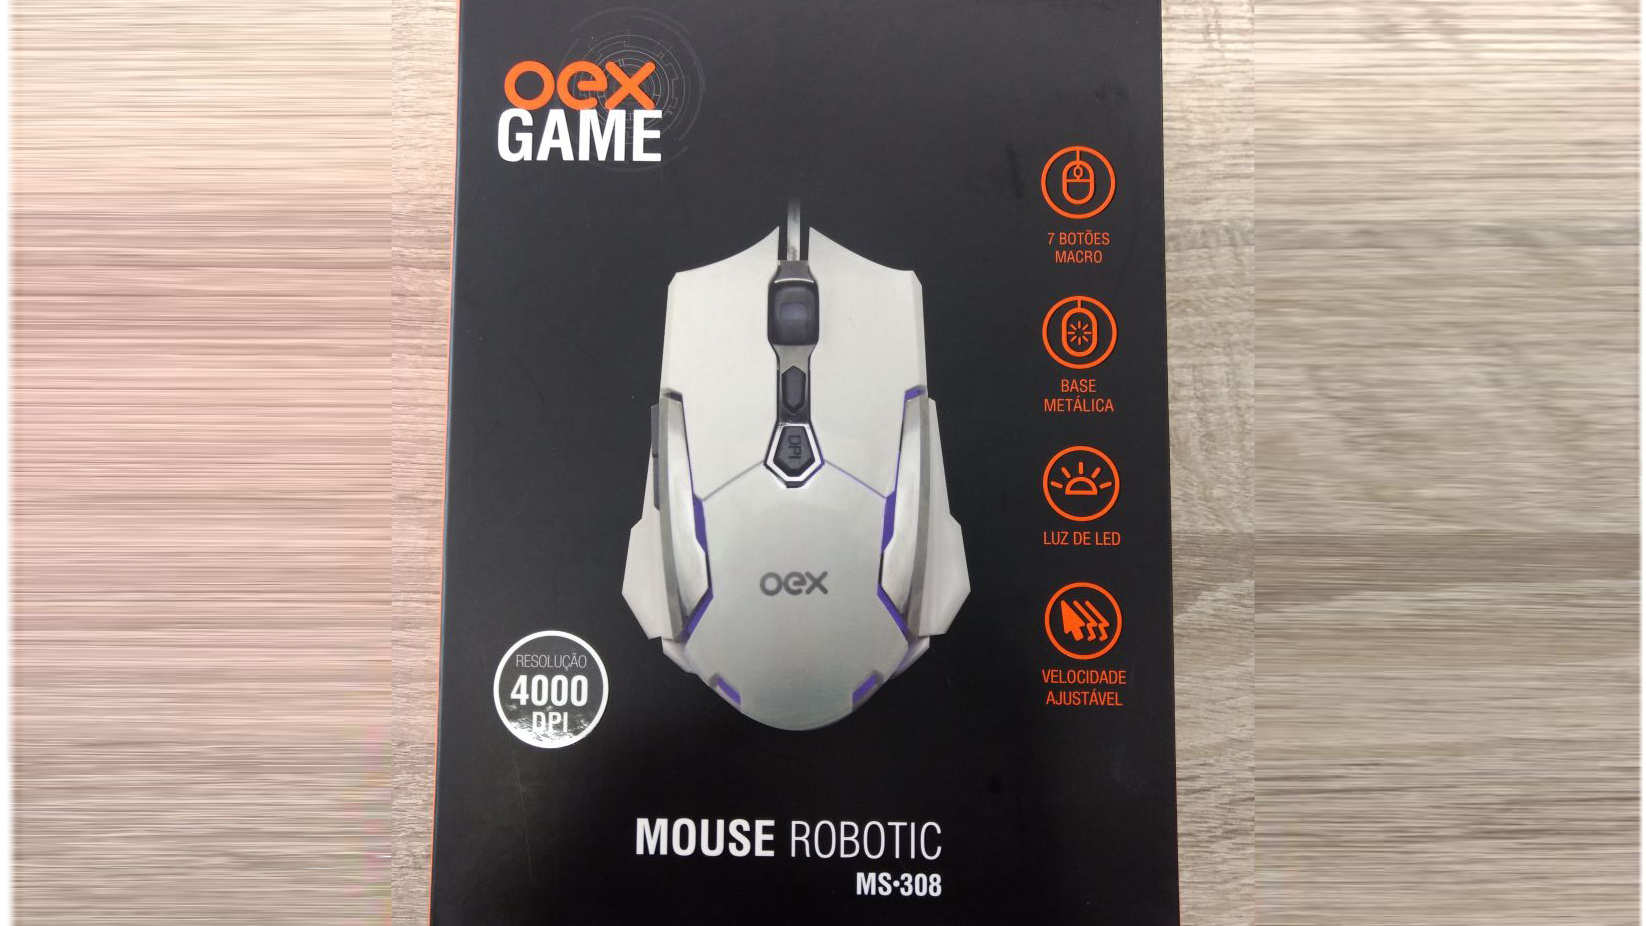 oex
GAME
7 BOTÕES
MACRO
BASE
METÁLICA
LUZ DE LED
VELOCIDADE
AJUSTÁVEL
DPI
oex
RESOLUÇÃO
4000
DPI
MOUSE ROBOTIC
MS•308